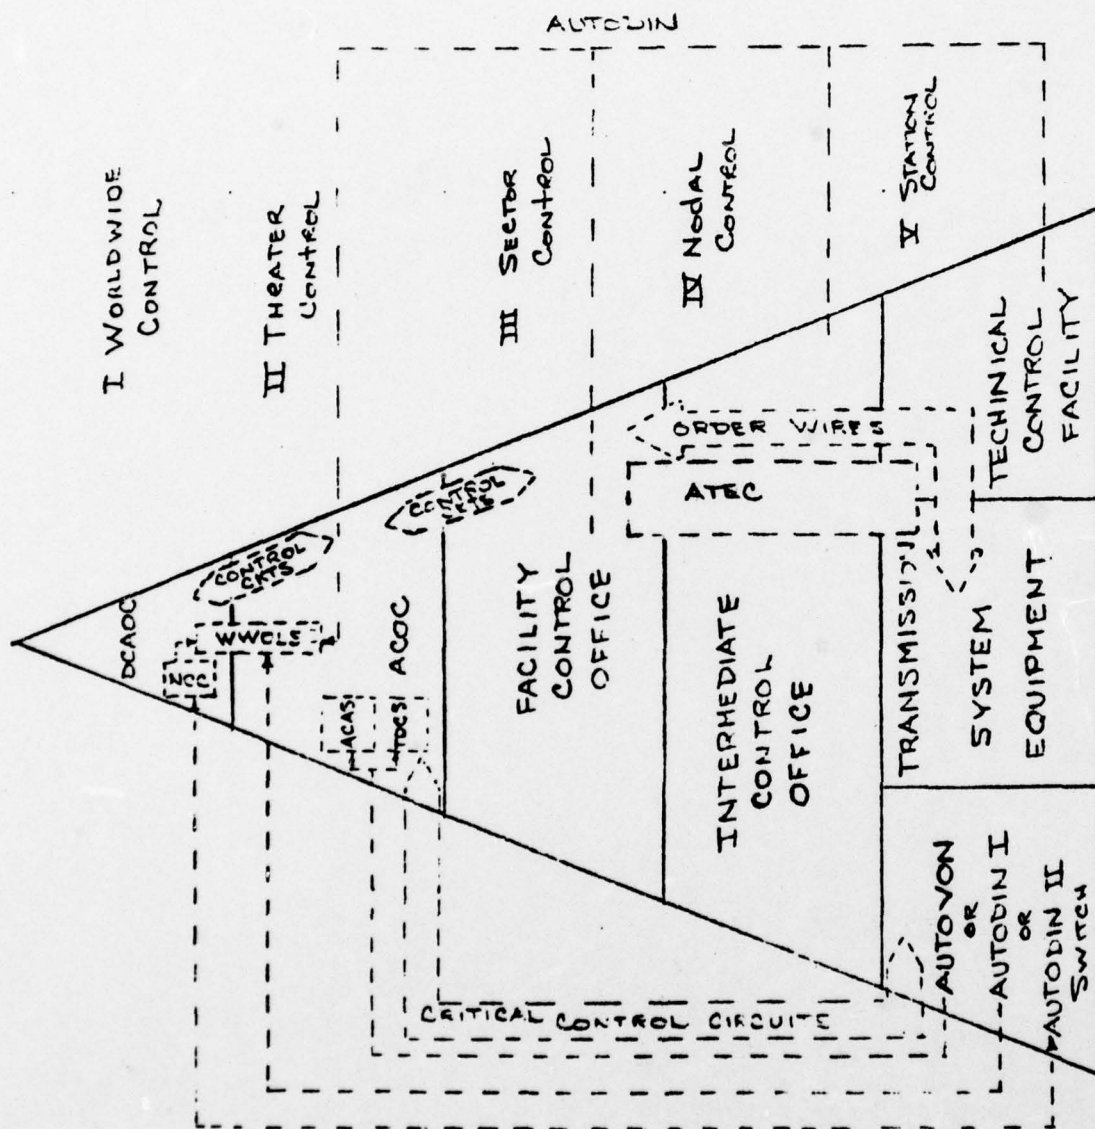 AUTODIN
I WORLDWIDE
CONTROL
II THEATER
CONTROL
III SECTOR
CONTROL
IV NODAL
CONTROL
V STATION
CONTROL
DCAOC
NCC
WWOLS
CONTROL
CKTS
ACAS
TDCS
ACOC
CONTROL
FACILITY
CONTROL
OFFICE
ORDER WIRES
ATEC
INTERMEDIATE
CONTROL
OFFICE
TECHINICAL
CONTROL
FACILITY
TRANSMISSION
SYSTEM
EQUIPMENT
AUTOVON
OR
AUTODIN I
OR
AUTODIN II
SWITCH
CRITICAL CONTROL CIRCUITS